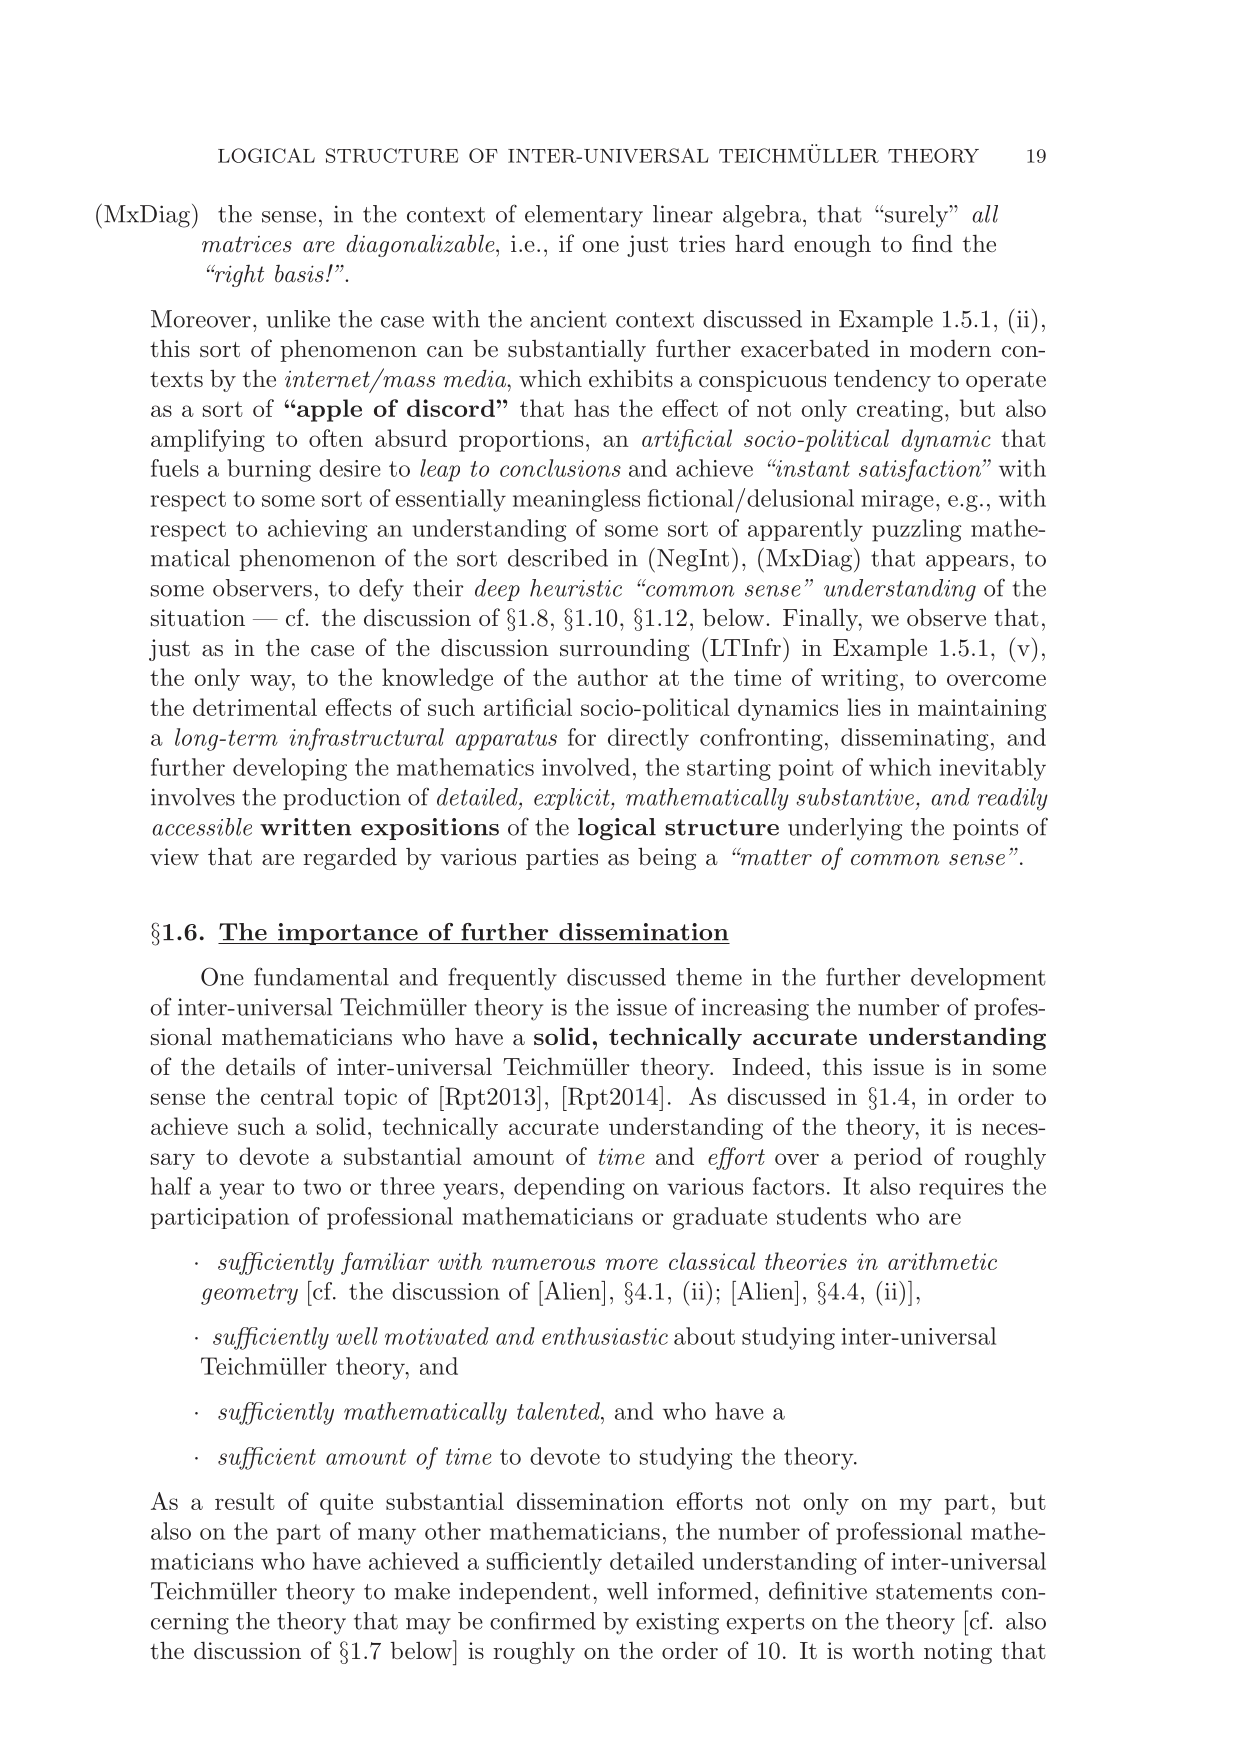 LOGICAL STRUCTURE OF INTER-UNIVERSAL TEICHMÜLLER THEORY 19
(MxDiag) the sense, in the context of elementary linear algebra, that “surely” all
matrices are diagonalizable, i.e., if one just tries hard enough to find the
“right basis!”.
Moreover, unlike the case with the ancient context discussed in Example 1.5.1, (ii),
this sort of phenomenon can be substantially further exacerbated in modern con-
texts by the internet/mass media, which exhibits a conspicuous tendency to operate
as a sort of “apple of discord” that has the effect of not only creating, but also
amplifying to often absurd proportions, an artificial socio-political dynamic that
fuels a burning desire to leap to conclusions and achieve “instant satisfaction” with
respect to some sort of essentially meaningless fictional/delusional mirage, e.g., with
respect to achieving an understanding of some sort of apparently puzzling mathe-
matical phenomenon of the sort described in (NegInt), (MxDiag) that appears, to
some observers, to defy their deep heuristic “common sense” understanding of the
situation — cf. the discussion of §1.8, §1.10, §1.12, below. Finally, we observe that,
just as in the case of the discussion surrounding (LTInfr) in Example 1.5.1, (v),
the only way, to the knowledge of the author at the time of writing, to overcome
the detrimental effects of such artificial socio-political dynamics lies in maintaining
a long-term infrastructural apparatus for directly confronting, disseminating, and
further developing the mathematics involved, the starting point of which inevitably
involves the production of detailed, explicit, mathematically substantive, and readily
accessible written expositions of the logical structure underlying the points of
view that are regarded by various parties as being a “matter of common sense”.
§1.6. The importance of further dissemination
One fundamental and frequently discussed theme in the further development
of inter-universal Teichmüller theory is the issue of increasing the number of profes-
sional mathematicians who have a solid, technically accurate understanding
of the details of inter-universal Teichmüller theory. Indeed, this issue is in some
sense the central topic of [Rpt2013], [Rpt2014]. As discussed in §1.4, in order to
achieve such a solid, technically accurate understanding of the theory, it is neces-
sary to devote a substantial amount of time and effort over a period of roughly
half a year to two or three years, depending on various factors. It also requires the
participation of professional mathematicians or graduate students who are
· sufficiently familiar with numerous more classical theories in arithmetic
geometry [cf. the discussion of [Alien], §4.1, (ii); [Alien], §4.4, (ii)],
· sufficiently well motivated and enthusiastic about studying inter-universal
Teichmüller theory, and
· sufficiently mathematically talented, and who have a
· sufficient amount of time to devote to studying the theory.
As a result of quite substantial dissemination efforts not only on my part, but
also on the part of many other mathematicians, the number of professional mathe-
maticians who have achieved a sufficiently detailed understanding of inter-universal
Teichmüller theory to make independent, well informed, definitive statements con-
cerning the theory that may be confirmed by existing experts on the theory [cf. also
the discussion of §1.7 below] is roughly on the order of 10. It is worth noting that